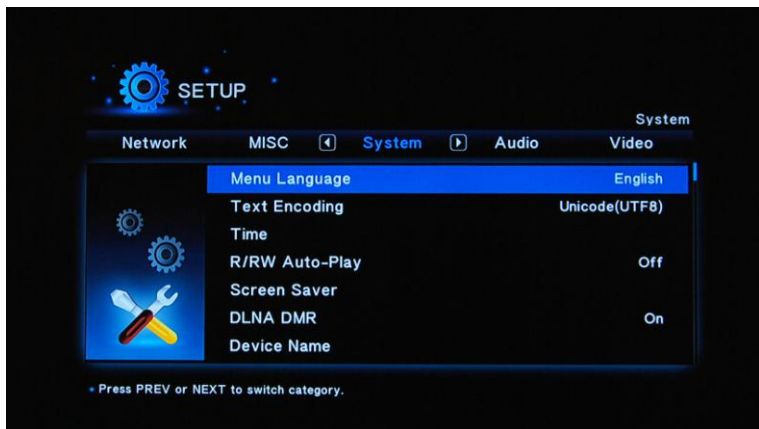 SETUP
System
Network MISC System Audio Video
Menu Language English
Text Encoding Unicode(UTF8)
Time
R/RW Auto-Play Off
Screen Saver
DLNA DMR On
Device Name
Press PREV or NEXT to switch category.